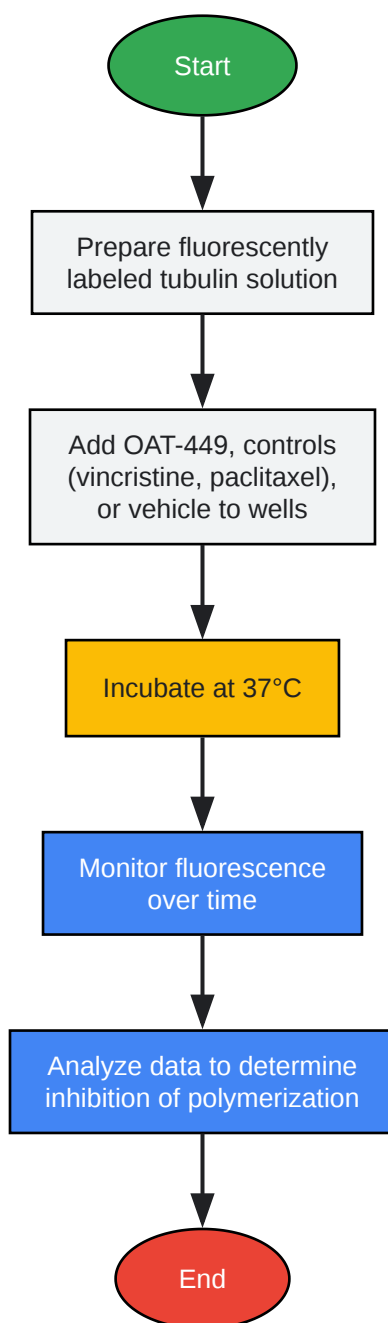 Start
Prepare fluorescently
labeled tubulin solution
Add OAT-449, controls
(vincristine, paclitaxel),
or vehicle to wells
Incubate at 37°C
Monitor fluorescence
over time
Analyze data to determine
inhibition of polymerization
End